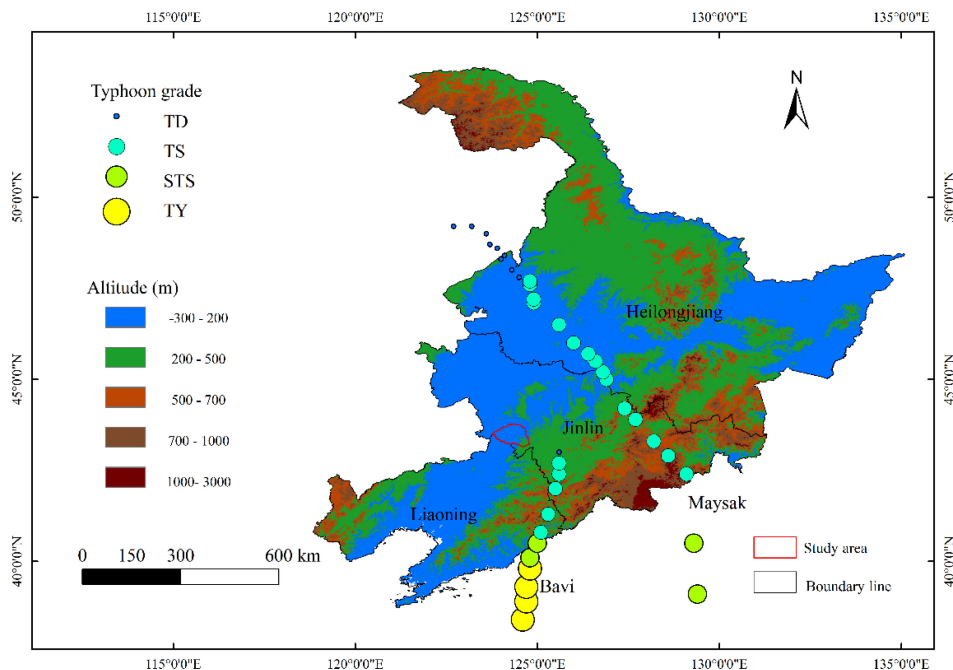 115°0'0"E 120°0'0"E 125°0'0"E 130°0'0"E 135°0'0"E
N
Typhoon grade
TD
TS
STS
TY
50°0'0"N
50°0'0"N
Altitude (m)
-300 - 200
200 - 500
500 - 700
700 - 1000
1000-3000
Heilongjiang
45°0'0"N
45°0'0"N
Jinlin
Liaoning
Maysak
Bavi
0 150 300 600 km
40°0'0"N
40°0'0"N
Study area
Boundary line
115°0'0"E 120°0'0"E 125°0'0"E 130°0'0"E 135°0'0"E